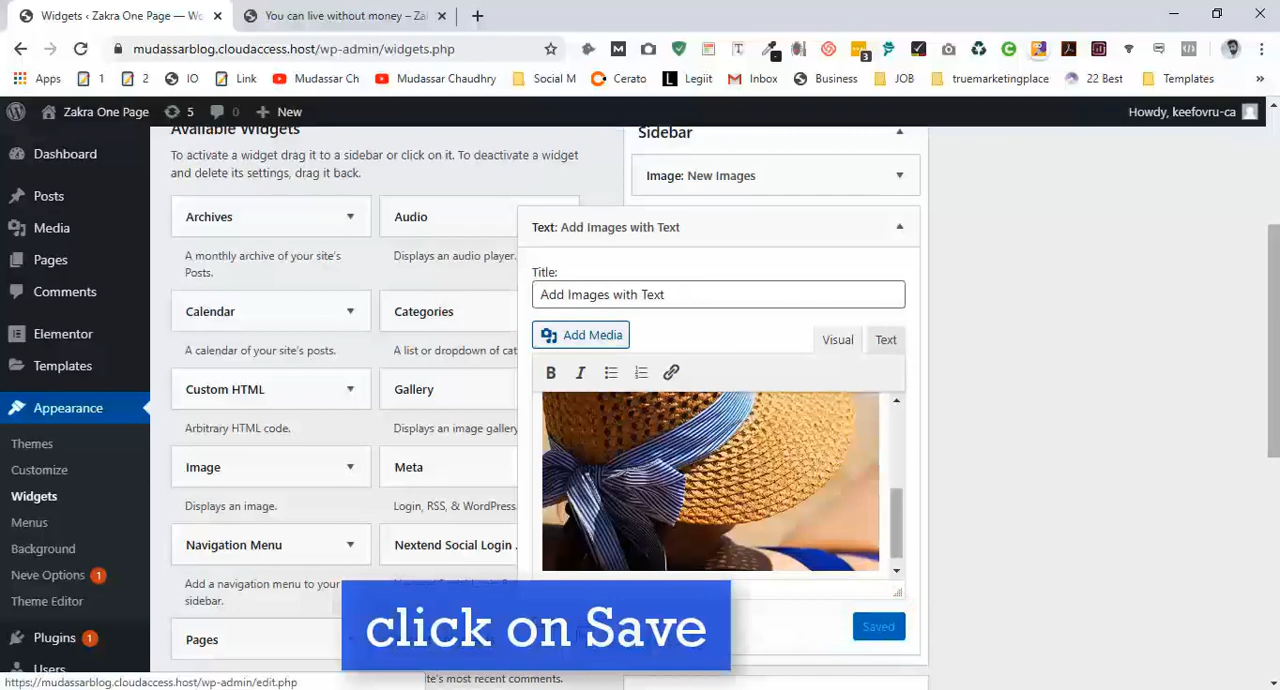 Widgets ‹ Zakra One Page — Wo
You can live without money – Zal
mudassarblog.cloudaccess.host/wp-admin/widgets.php
Apps
1
2
IO
Link
Mudassar Ch
Mudassar Chaudhry
Social M
Cerato
Legiit
Inbox
Business
JOB
truemarketingplace
22 Best
Templates
»
Zakra One Page
5
0
New
Howdy, keefovru-ca
Dashboard
Posts
Media
Pages
Comments
Elementor
Templates
Appearance
Themes
Customize
Widgets
Menus
Background
Neve Options 1
Theme Editor
Plugins 1
Users
Available Widgets
To activate a widget drag it to a sidebar or click on it. To deactivate a widget
and delete its settings, drag it back.
Archives
A monthly archive of your site's
Posts.
Audio
Displays an audio player.
Calendar
A calendar of your site's posts.
Categories
A list or dropdown of cat
Custom HTML
Arbitrary HTML code.
Gallery
Displays an image gallery
Image
Displays an image.
Meta
Login, RSS, & WordPress
Navigation Menu
Add a navigation menu to your
sidebar.
Nextend Social Login
Pages
e's most recent comments.
Sidebar
Image: New Images
Text: Add Images with Text
Title:
Add Images with Text
Add Media
Visual
Text
B
I
Saved
click on Save
https://mudassarblog.cloudaccess.host/wp-admin/edit.php